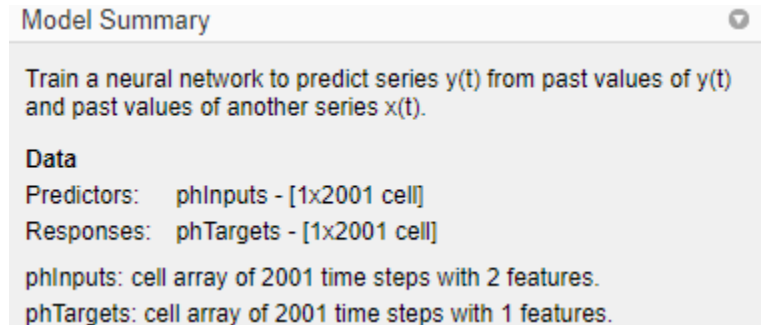 Model Summary
Train a neural network to predict series y(t) from past values of y(t)
and past values of another series x(t).
Data
Predictors: phInputs - [1x2001 cell]
Responses: phTargets - [1x2001 cell]
phInputs: cell array of 2001 time steps with 2 features.
phTargets: cell array of 2001 time steps with 1 features.